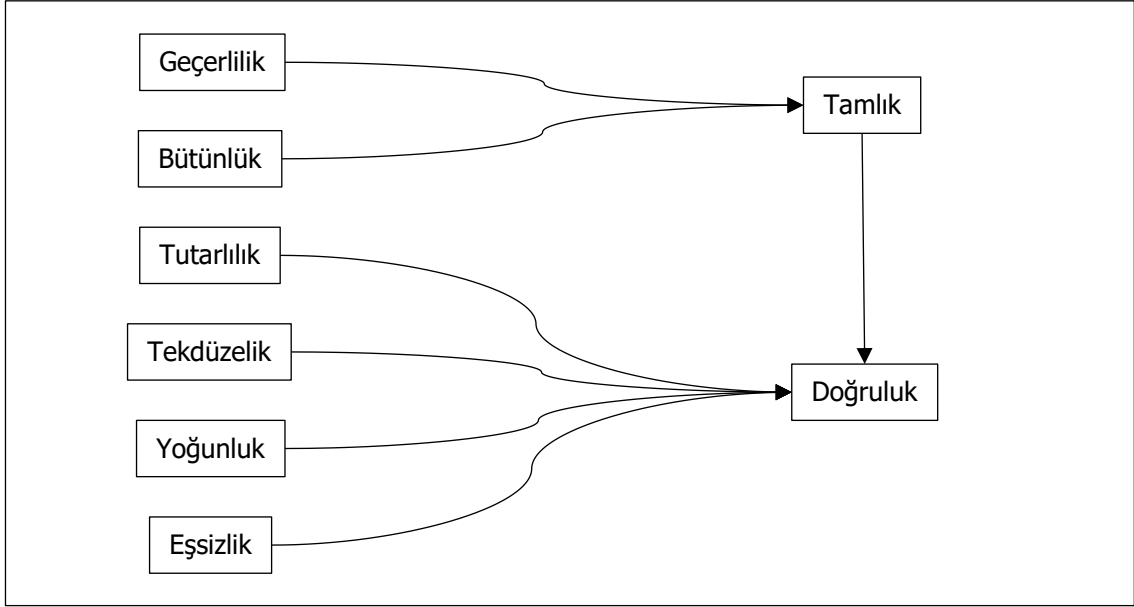 Geçerlilik
Bütünlük
Tutarlılık
Tekdüzelik
Yoğunluk
Eşsizlik
Tamlık
Doğruluk